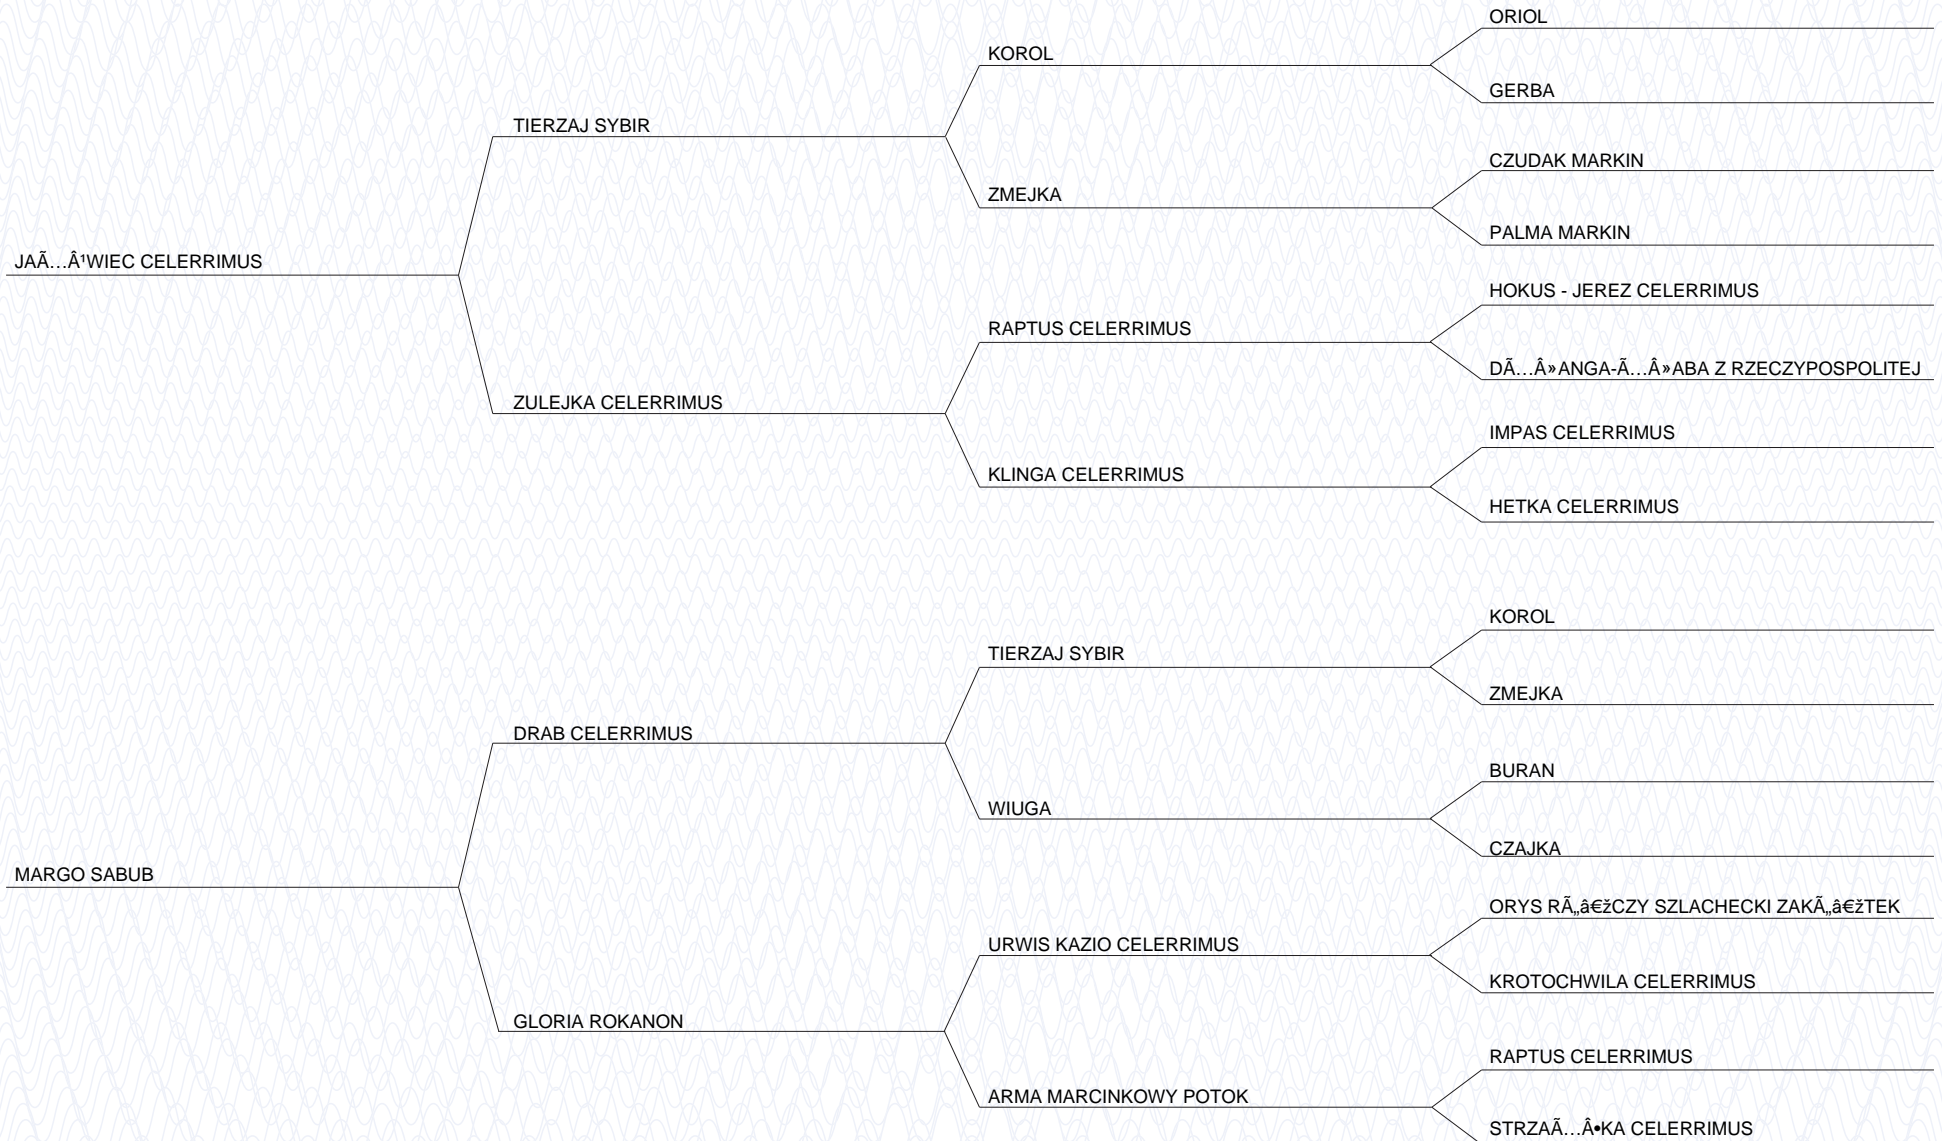 ORIOL
KOROL
GERBA
TIERZAJ SYBIR
CZUDAK MARKIN
ZMEJKA
PALMA MARKIN
JAÃ…Â¹WIEC CELERRIMUS
HOKUS - JEREZ CELERRIMUS
RAPTUS CELERRIMUS
DÃ…Â»ANGA-Ã…Â»ABA Z RZECZYPOSPOLITEJ
ZULEJKA CELERRIMUS
IMPAS CELERRIMUS
KLINGA CELERRIMUS
HETKA CELERRIMUS
KOROL
TIERZAJ SYBIR
ZMEJKA
DRAB CELERRIMUS
BURAN
WIUGA
CZAJKA
MARGO SABUB
ORYS RÃ„â€žCZY SZLACHECKI ZAKÃ„â€žTEK
URWIS KAZIO CELERRIMUS
KROTOCHWILA CELERRIMUS
GLORIA ROKANON
RAPTUS CELERRIMUS
ARMA MARCINKOWY POTOK
STRZAÃ…Â•KA CELERRIMUS